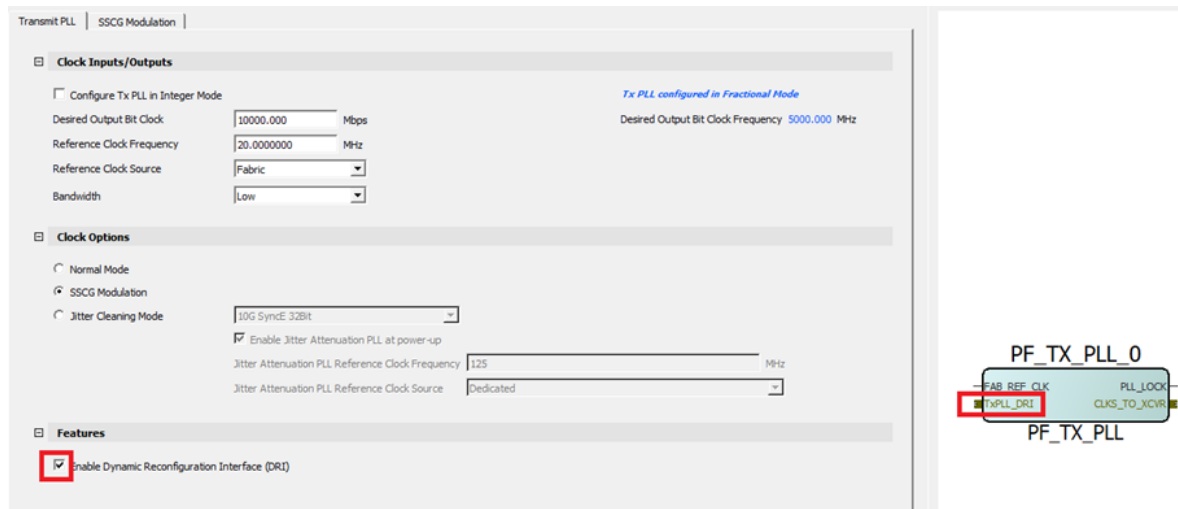 Transmit PLL SSCG Modulation
Clock Inputs/Outputs
Configure Tx PLL in Integer Mode
Tx PLL configured in Fractional Mode
Desired Output Bit Clock 10000.000 Mbps
Desired Output Bit Clock Frequency 5000.000 MHz
Reference Clock Frequency 20.0000000 MHz
Reference Clock Source Fabric
Bandwidth Low
Clock Options
Normal Mode
SSCG Modulation
Jitter Cleaning Mode 10G SyncE 32Bit
Enable Jitter Attenuation PLL at power-up
Jitter Attenuation PLL Reference Clock Frequency 125 MHz
Jitter Attenuation PLL Reference Clock Source Dedicated
Features
Enable Dynamic Reconfiguration Interface (DRI)
PF_TX_PLL_0
FAB_REF_CLK PLL_LOCK
TxPLL_DRI CLKS_TO_XCVR
PF_TX_PLL